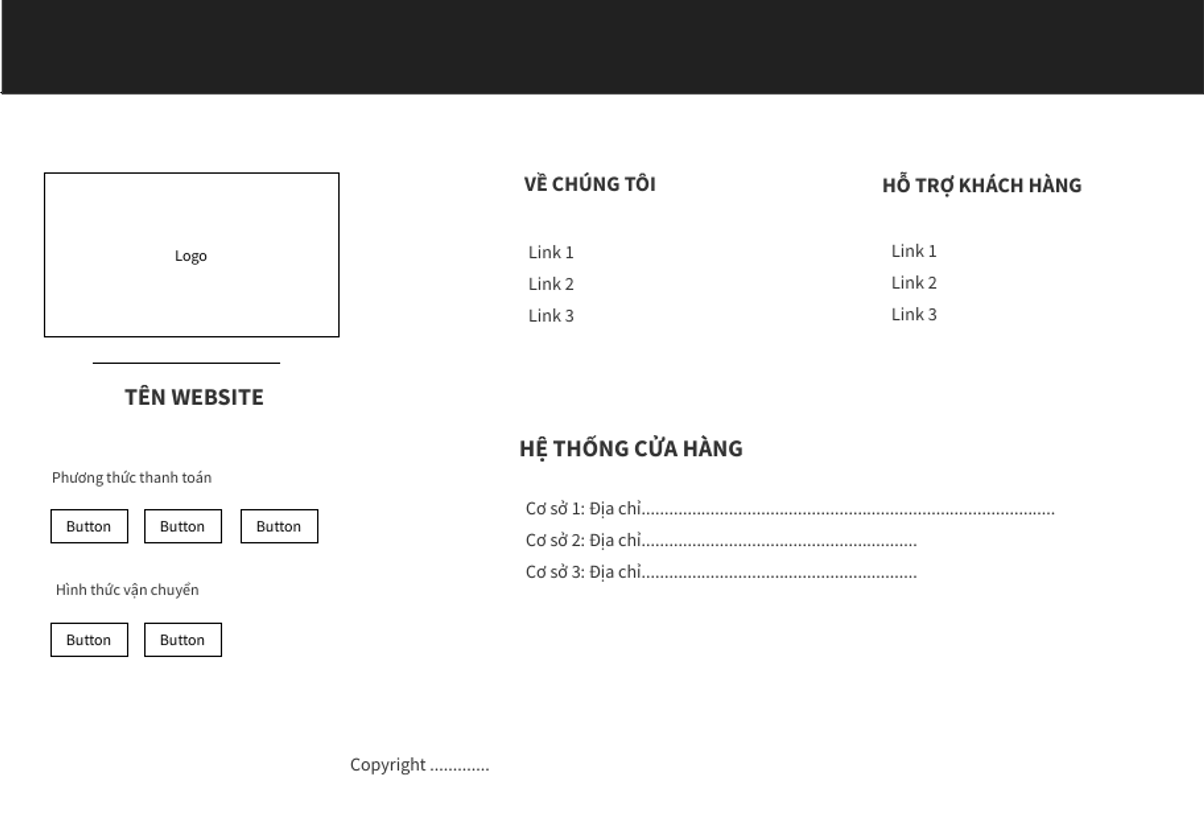 Logo
TÊN WEBSITE
Phương thức thanh toán
Button Button Button
Hình thức vận chuyển
Button Button
VỀ CHÚNG TÔI
Link 1
Link 2
Link 3
HỖ TRỢ KHÁCH HÀNG
Link 1
Link 2
Link 3
HỆ THỐNG CỬA HÀNG
Cơ sở 1: Địa chỉ..........................................................................................
Cơ sở 2: Địa chỉ............................................................
Cơ sở 3: Địa chỉ............................................................
Copyright .............